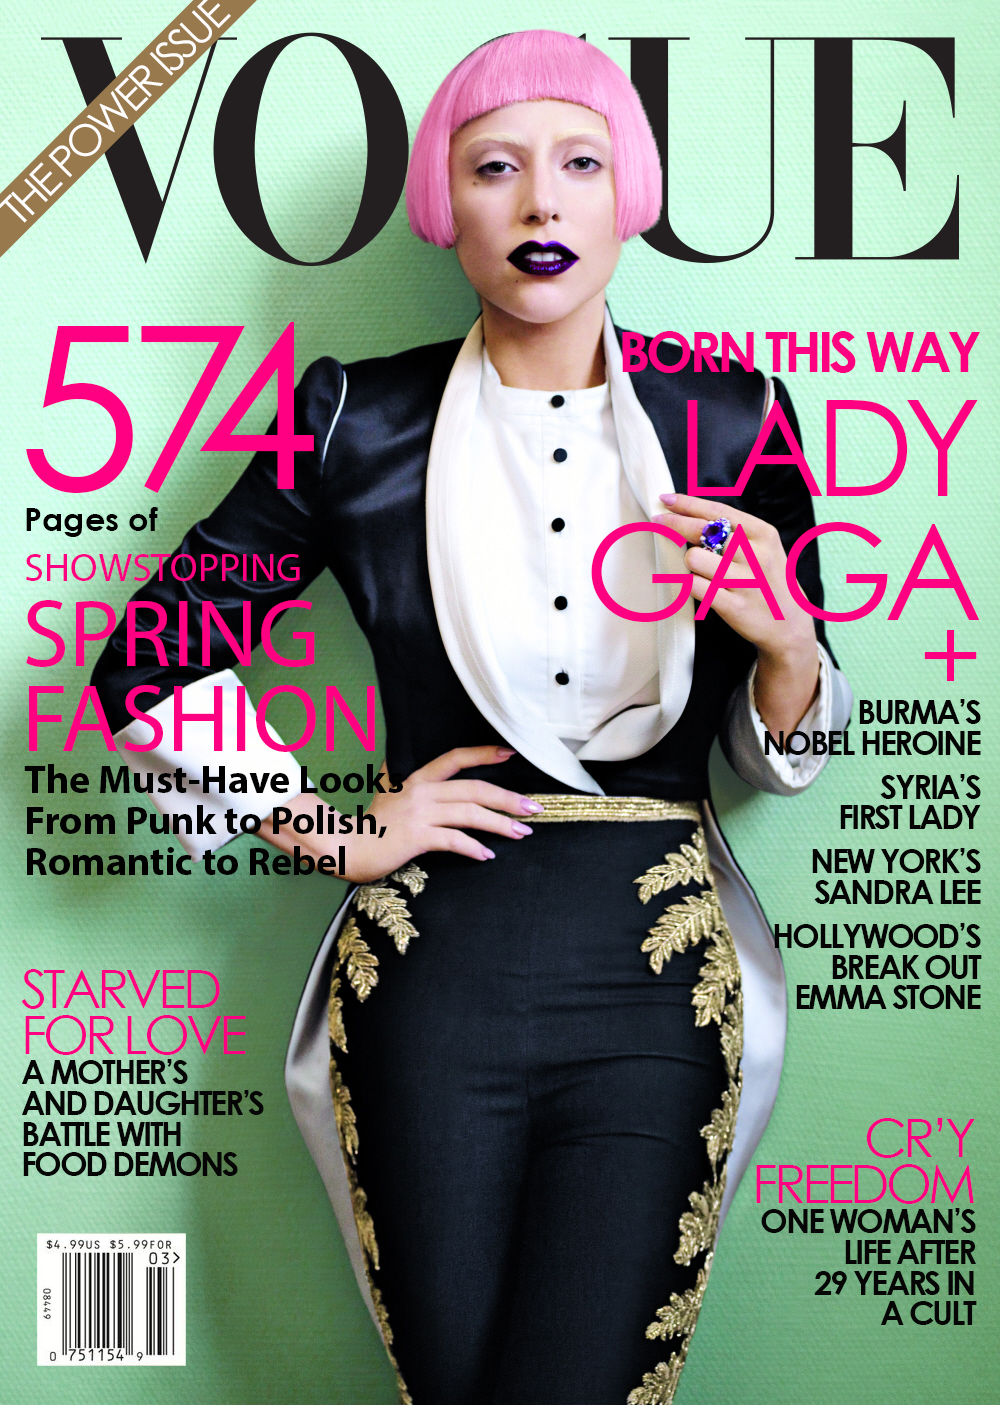 THE POWER ISSUE
VOGUE
574
Pages of
SHOWSTOPPING
SPRING
FASHION
The Must-Have Looks
From Punk to Polish,
Romantic to Rebel
STARVED
FOR LOVE
A MOTHER'S
AND DAUGHTER'S
BATTLE WITH
FOOD DEMONS
BORN THIS WAY
LADY
GAGA
+
BURMA'S
NOBEL HEROINE
SYRIA'S
FIRST LADY
NEW YORK'S
SANDRA LEE
HOLLYWOOD'S
BREAK OUT
EMMA STONE
CR'Y
FREEDOM
ONE WOMAN'S
LIFE AFTER
29 YEARS IN
A CULT
$4.99US $5.99FOR
03>
08449
0 751154 9